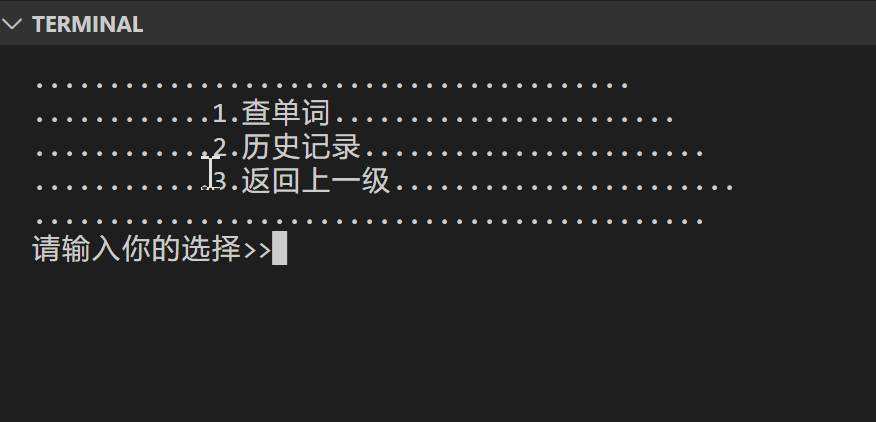 TERMINAL
........................................
............1.查单词.......................
............2.历史记录.......................
............3.返回上一级.......................
.............................................
请输入你的选择>>